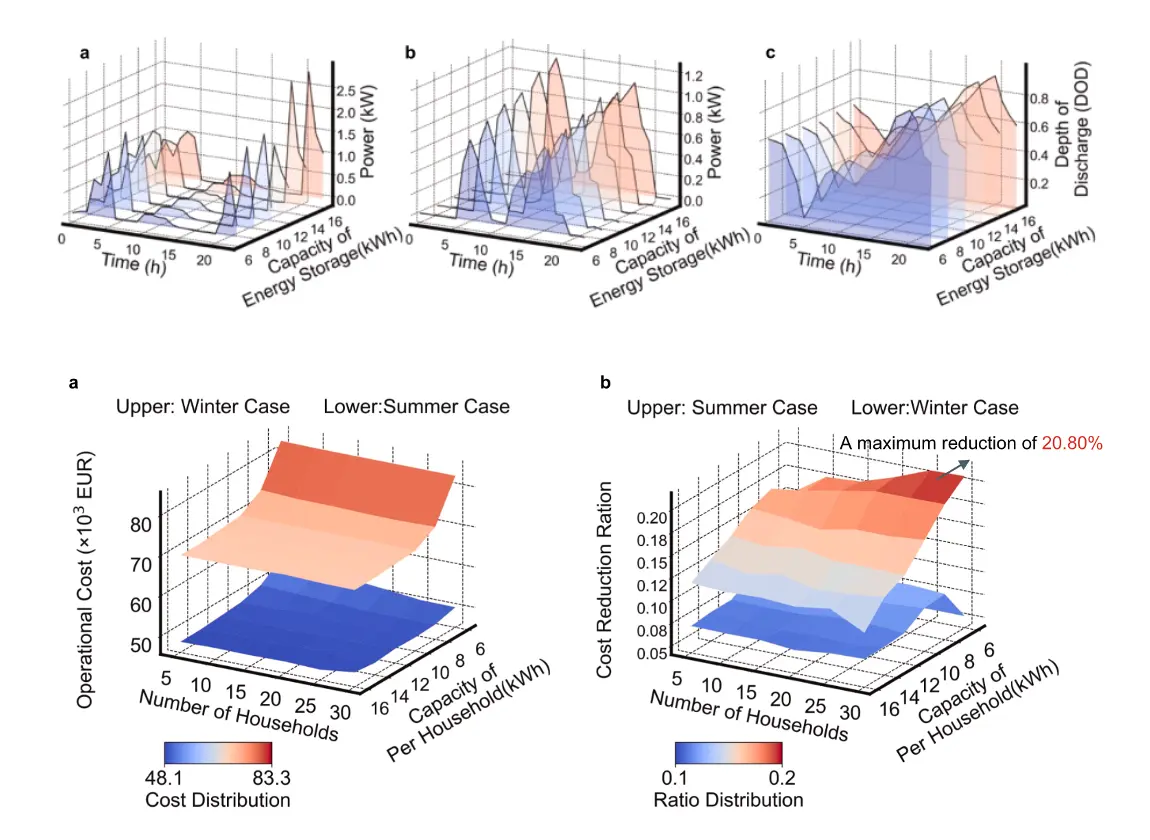 a
2.5
2.0
1.5
1.0
0.5
0.0
Power (kW)
0
5
10
15
20
Time (h)
6 8 10 12 14 16
Capacity of
Energy Storage(kWh)
b
1.2
1.0
0.8
0.6
0.4
0.2
0.0
Power (kW)
0
5
10
15
20
Time (h)
6 8 10 12 14 16
Capacity of
Energy Storage(kWh)
c
0.8
0.6
0.4
0.2
Depth of
Discharge (DOD)
0
5
10
15
20
Time (h)
6 8 10 12 14 16
Capacity of
Energy Storage(kWh)
a
Upper: Winter Case Lower:Summer Case
Operational Cost (×10³ EUR)
80
70
60
50
5
10
15
20
25
30
Number of Households
16 14 12 10 8 6
Capacity of
Per Household(kWh)
48.1 83.3
Cost Distribution
b
Upper: Summer Case Lower:Winter Case
A maximum reduction of 20.80%
Cost Reduction Ration
0.20
0.18
0.15
0.12
0.10
0.08
0.05
5
10
15
20
25
30
Number of Households
16 14 12 10 8 6
Capacity of
Per Household(kWh)
0.1 0.2
Ratio Distribution